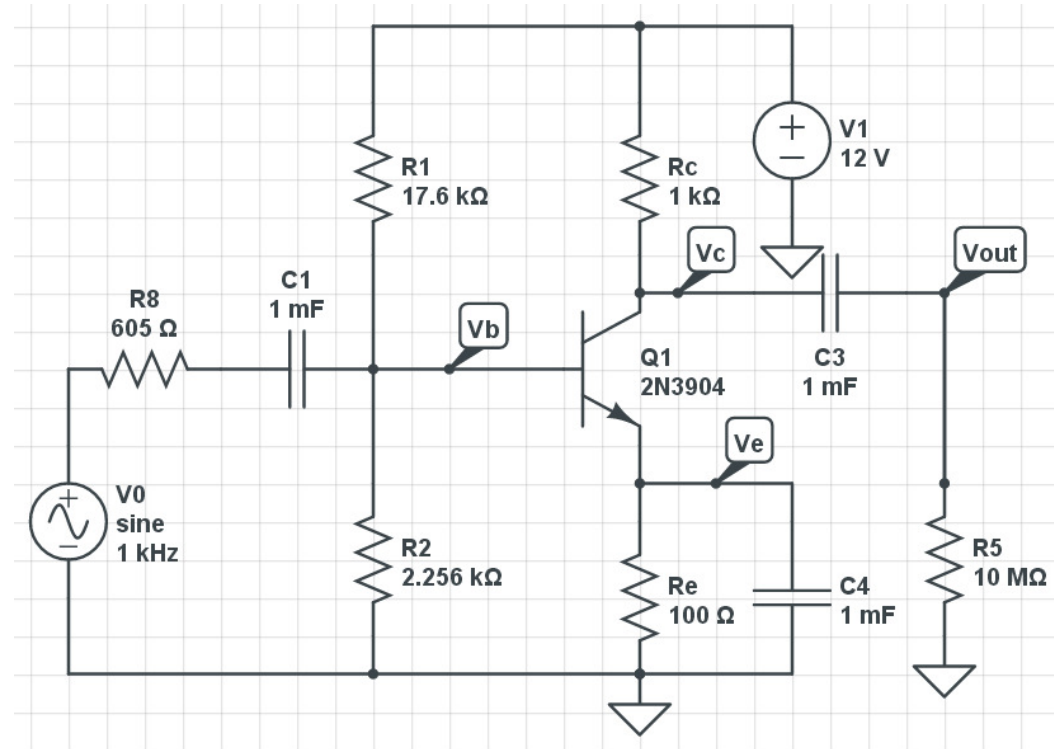 R1
17.6 kΩ
Rc
1 kΩ
V1
12 V
Vc
Vout
C1
1 mF
R8
605 Ω
Vb
Q1
2N3904
C3
1 mF
Ve
V0
sine
1 kHz
R2
2.256 kΩ
Re
100 Ω
C4
1 mF
R5
10 MΩ